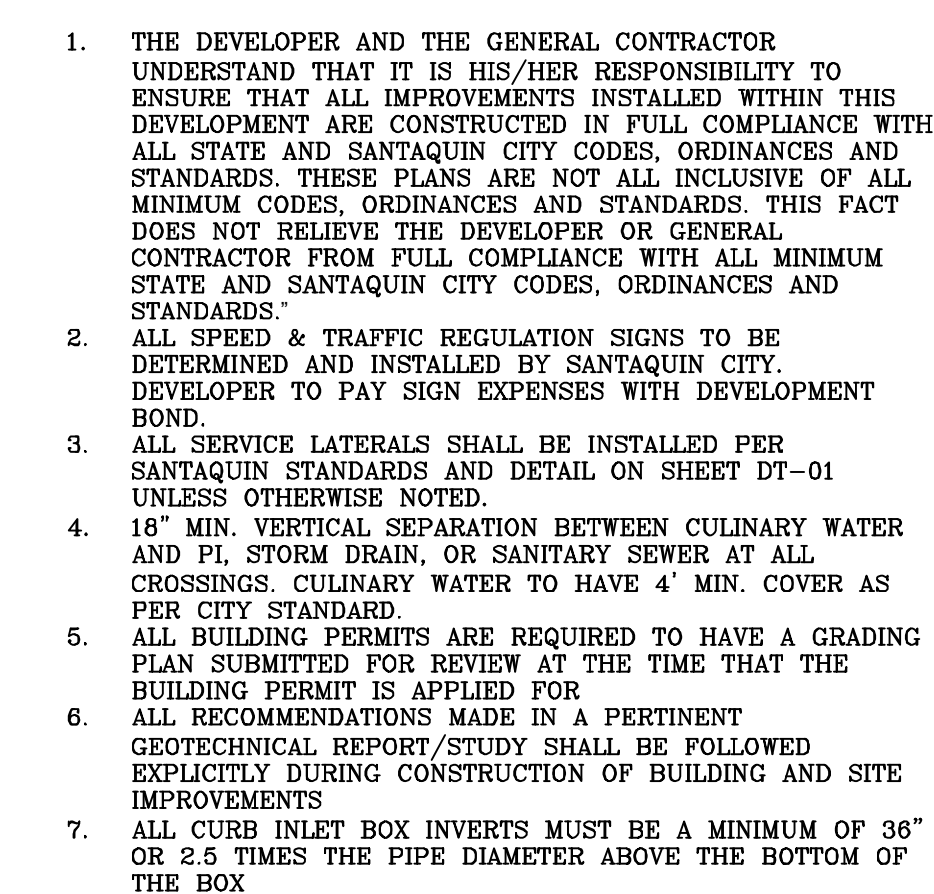 1. THE DEVELOPER AND THE GENERAL CONTRACTOR
UNDERSTAND THAT IT IS HIS/HER RESPONSIBILITY TO
ENSURE THAT ALL IMPROVEMENTS INSTALLED WITHIN THIS
DEVELOPMENT ARE CONSTRUCTED IN FULL COMPLIANCE WITH
ALL STATE AND SANTAQUIN CITY CODES, ORDINANCES AND
STANDARDS. THESE PLANS ARE NOT ALL INCLUSIVE OF ALL
MINIMUM CODES, ORDINANCES AND STANDARDS. THIS FACT
DOES NOT RELIEVE THE DEVELOPER OR GENERAL
CONTRACTOR FROM FULL COMPLIANCE WITH ALL MINIMUM
STATE AND SANTAQUIN CITY CODES, ORDINANCES AND
STANDARDS."
2. ALL SPEED & TRAFFIC REGULATION SIGNS TO BE
DETERMINED AND INSTALLED BY SANTAQUIN CITY.
DEVELOPER TO PAY SIGN EXPENSES WITH DEVELOPMENT
BOND.
3. ALL SERVICE LATERALS SHALL BE INSTALLED PER
SANTAQUIN STANDARDS AND DETAIL ON SHEET DT-01
UNLESS OTHERWISE NOTED.
4. 18" MIN. VERTICAL SEPARATION BETWEEN CULINARY WATER
AND PI, STORM DRAIN, OR SANITARY SEWER AT ALL
CROSSINGS. CULINARY WATER TO HAVE 4' MIN. COVER AS
PER CITY STANDARD.
5. ALL BUILDING PERMITS ARE REQUIRED TO HAVE A GRADING
PLAN SUBMITTED FOR REVIEW AT THE TIME THAT THE
BUILDING PERMIT IS APPLIED FOR
6. ALL RECOMMENDATIONS MADE IN A PERTINENT
GEOTECHNICAL REPORT/STUDY SHALL BE FOLLOWED
EXPLICITLY DURING CONSTRUCTION OF BUILDING AND SITE
IMPROVEMENTS
7. ALL CURB INLET BOX INVERTS MUST BE A MINIMUM OF 36"
OR 2.5 TIMES THE PIPE DIAMETER ABOVE THE BOTTOM OF
THE BOX